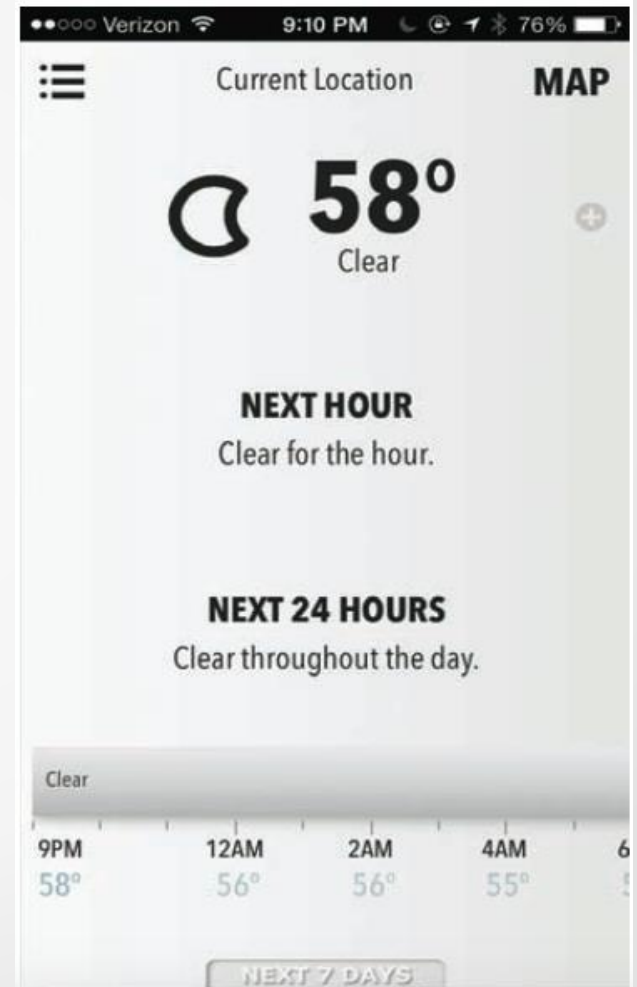 Verizon 9:10 PM 76%
Current Location MAP
58°
Clear
NEXT HOUR
Clear for the hour.
NEXT 24 HOURS
Clear throughout the day.
Clear
9PM 12AM 2AM 4AM 6
58° 56° 56° 55°
NEXT 7 DAYS